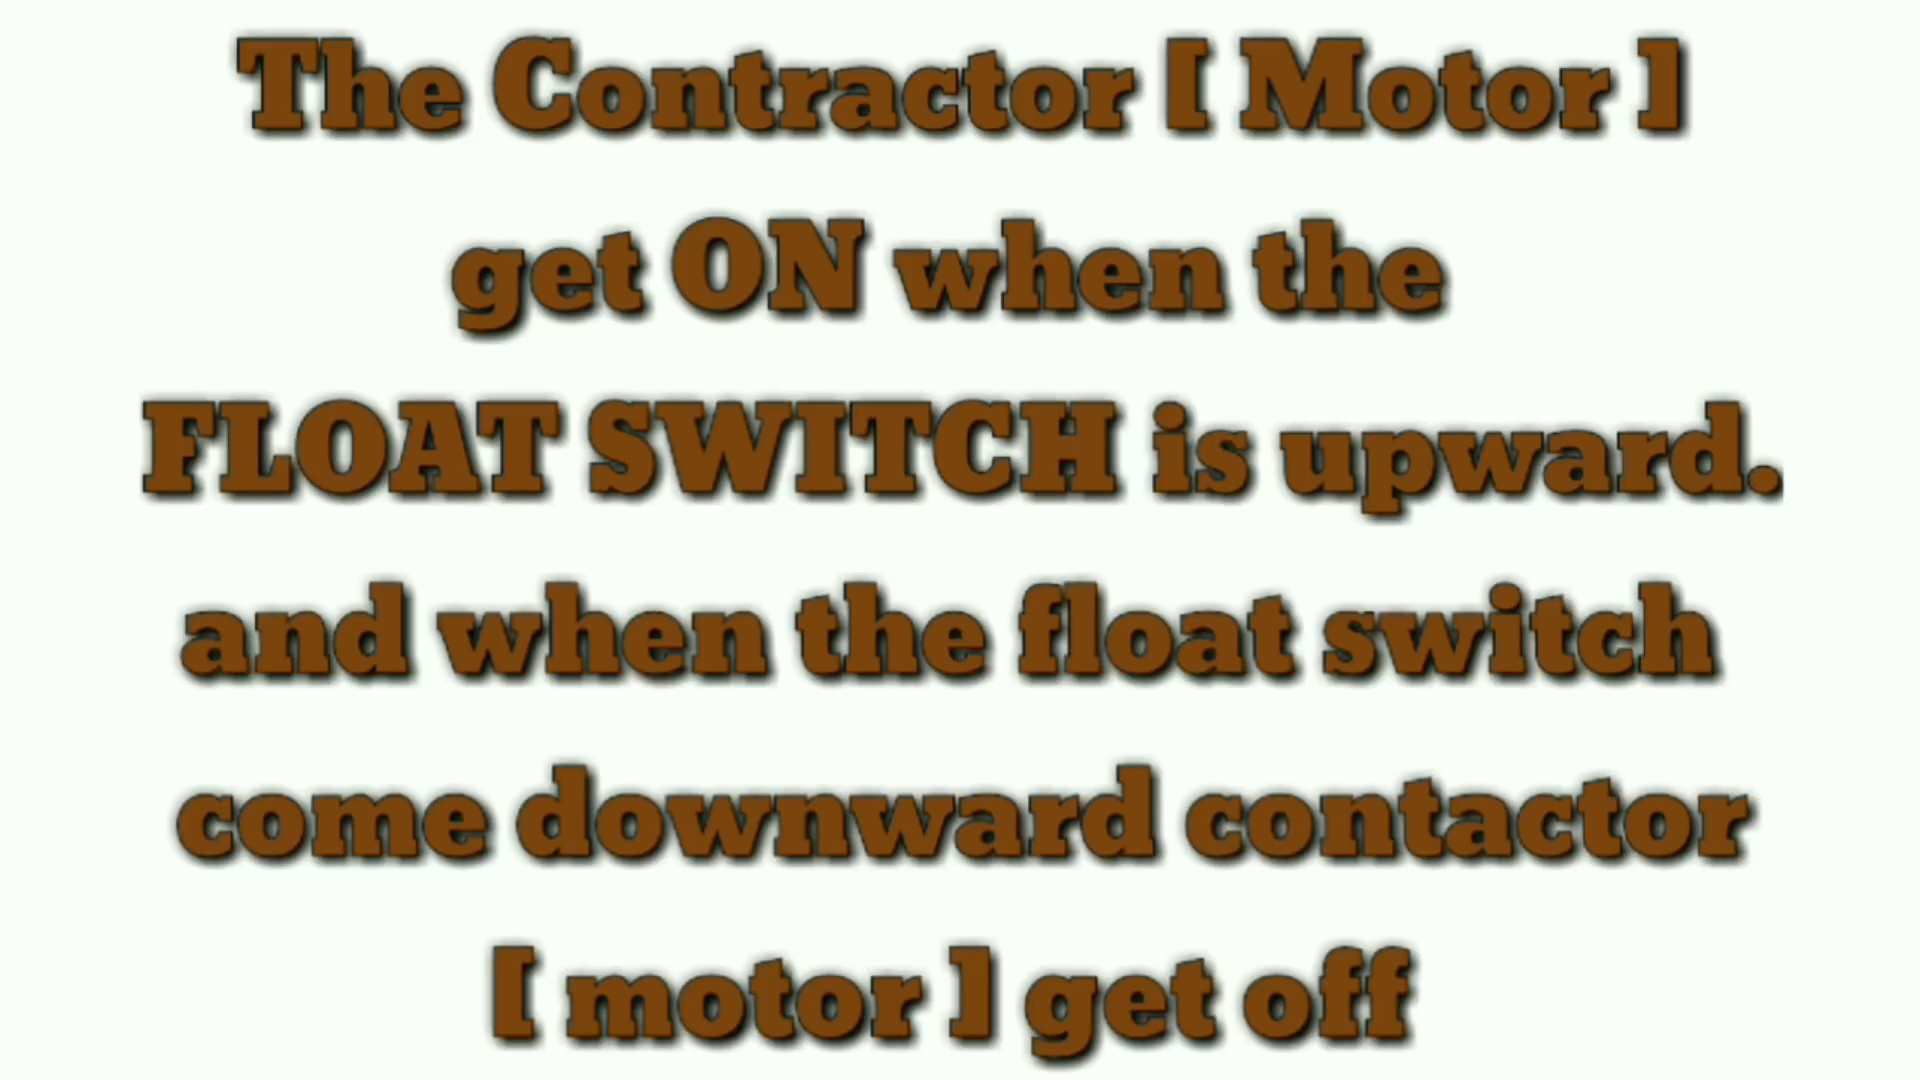 The Contractor [ Motor ]
get ON when the
FLOAT SWITCH is upward.
and when the float switch
come downward contactor
[ motor ] get off